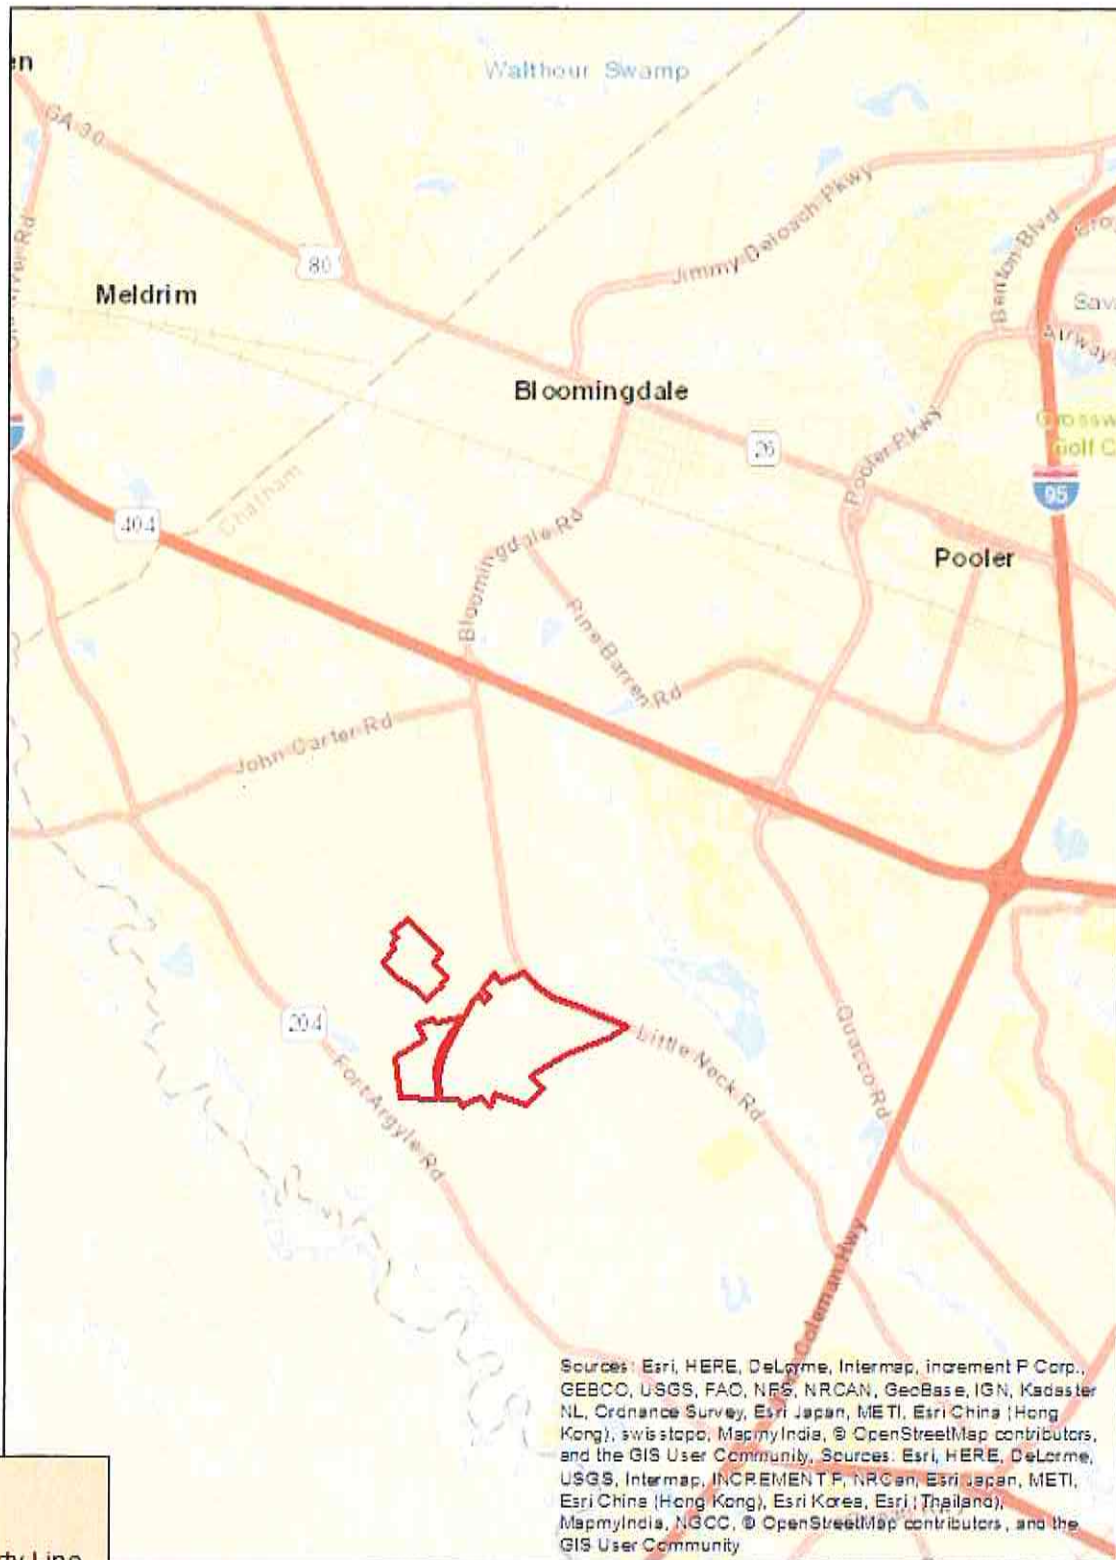 Walthour Swamp
GA 30
80
Meldrim
Jimmy Deloach Pkwy
Benton Blvd
Airways
Bloomingdale
26
Pooler Pkwy
95
Chatham
404
Bloomingdale Rd
Pooler
Pine Barren Rd
John Carter Rd
204
Fort Argyle Rd
Little Neck Rd
Quacco Rd
Coleman Hwy
Sources: Esri, HERE, DeLorme, Intermap, increment P Corp.,
GEBCO, USGS, FAO, NPS, NRCAN, GeoBase, IGN, Kadaster
NL, Ordnance Survey, Esri Japan, METI, Esri China (Hong
Kong), swisstopo, MapmyIndia, © OpenStreetMap contributors,
and the GIS User Community, Sources: Esri, HERE, DeLorme,
USGS, Intermap, INCREMENT P, NRCan, Esri Japan, METI,
Esri China (Hong Kong), Esri Korea, Esri (Thailand),
MapmyIndia, NGCC, © OpenStreetMap contributors, and the
GIS User Community